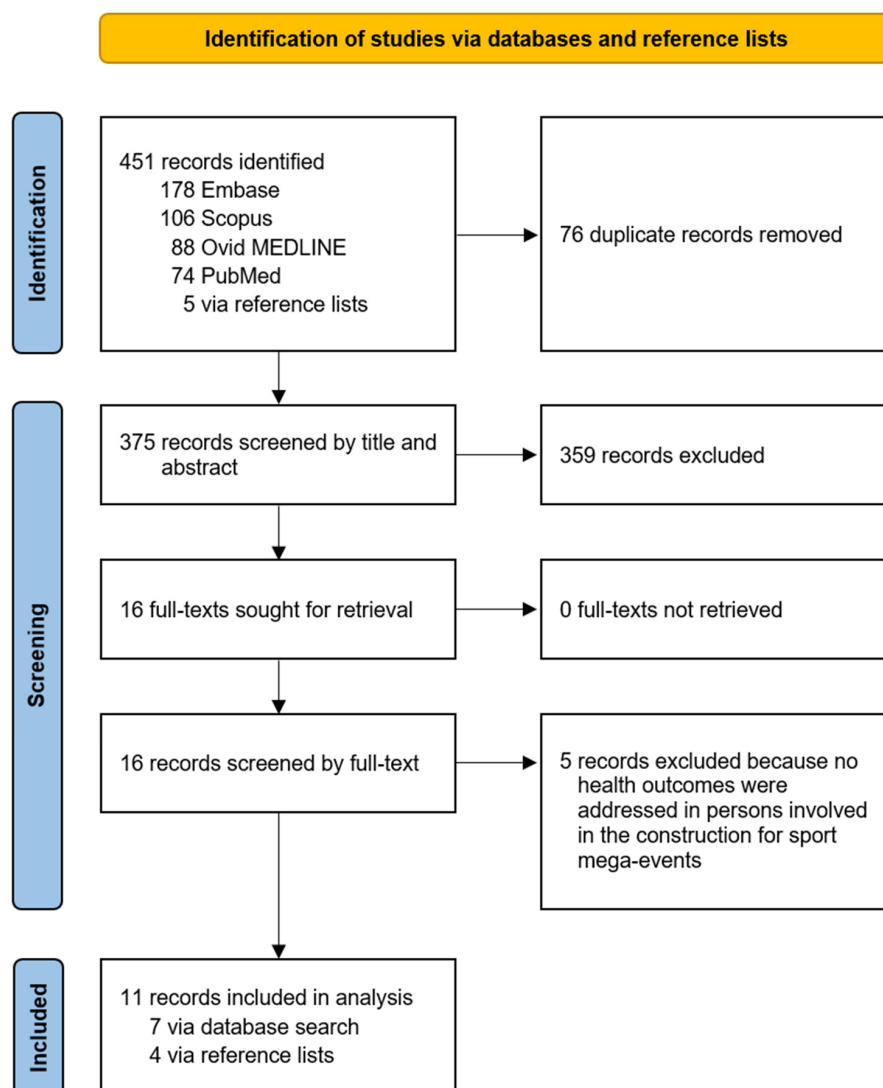 Identification of studies via databases and reference lists
Identification
451 records identified
178 Embase
106 Scopus
88 Ovid MEDLINE
74 PubMed
5 via reference lists
76 duplicate records removed
Screening
375 records screened by title and
abstract
359 records excluded
16 full-texts sought for retrieval
0 full-texts not retrieved
16 records screened by full-text
5 records excluded because no
health outcomes were
addressed in persons involved
in the construction for sport
mega-events
Included
11 records included in analysis
7 via database search
4 via reference lists